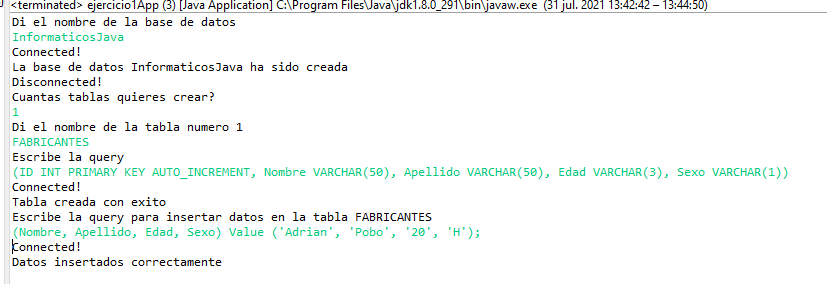 <terminated> ejercicio1App (3) [Java Application] C:\Program Files\Java\jdk1.8.0_291\bin\javaw.exe (31 jul. 2021 13:42:42 – 13:44:50)
Di el nombre de la base de datos
InformaticosJava
Connected!
La base de datos InformaticosJava ha sido creada
Disconnected!
Cuantas tablas quieres crear?
1
Di el nombre de la tabla numero 1
FABRICANTES
Escribe la query
(ID INT PRIMARY KEY AUTO_INCREMENT, Nombre VARCHAR(50), Apellido VARCHAR(50), Edad VARCHAR(3), Sexo VARCHAR(1))
Connected!
Tabla creada con exito
Escribe la query para insertar datos en la tabla FABRICANTES
(Nombre, Apellido, Edad, Sexo) Value ('Adrian', 'Pobo', '20', 'H');
Connected!
Datos insertados correctamente